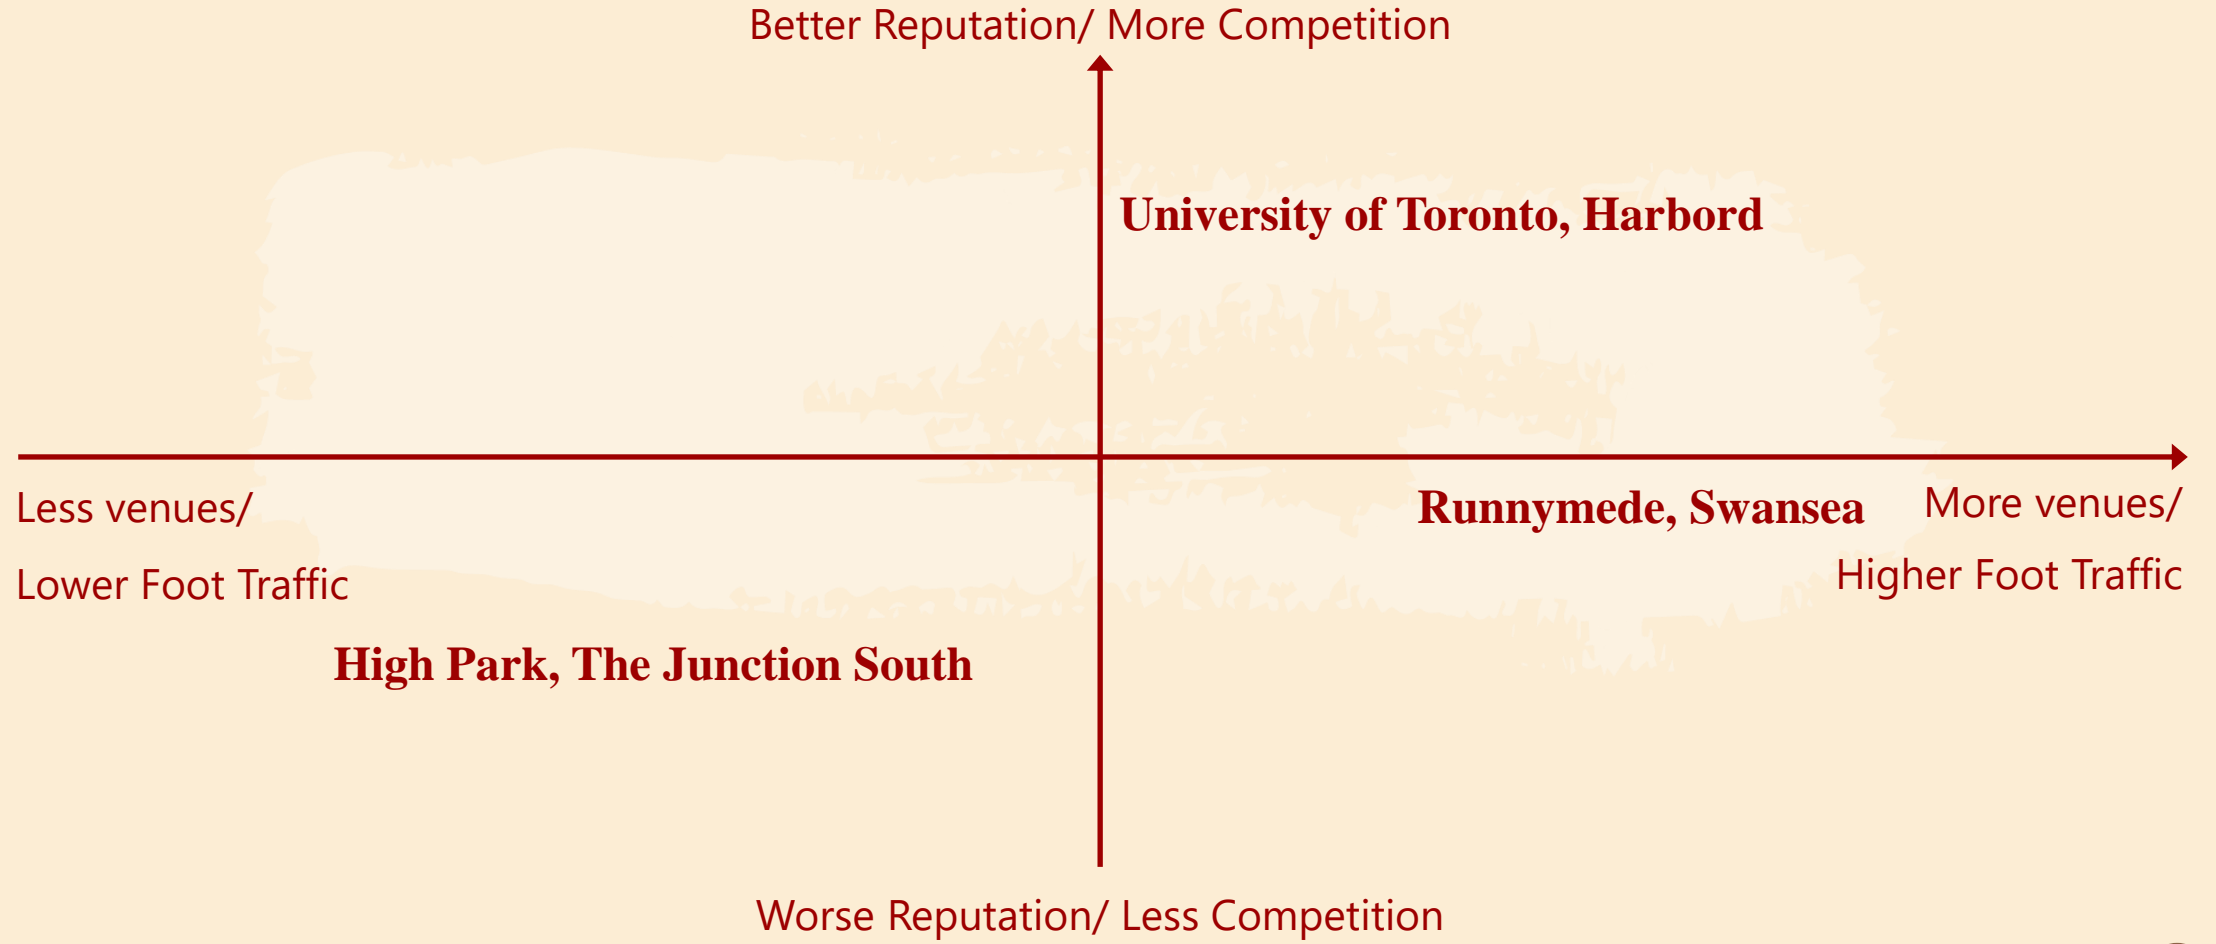 Better Reputation/ More Competition
University of Toronto, Harbord
Less venues/
Lower Foot Traffic
Runnymede, Swansea
More venues/
Higher Foot Traffic
High Park, The Junction South
Worse Reputation/ Less Competition